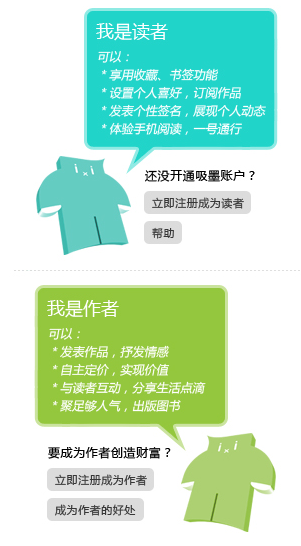 我是读者
可以：
* 享用收藏、书签功能
* 设置个人喜好，订阅作品
* 发表个性签名，展现个人动态
* 体验手机阅读，一号通行
还没开通吸墨账户？
立即注册成为读者
帮助
我是作者
可以：
* 发表作品，抒发情感
* 自主定价，实现价值
* 与读者互动，分享生活点滴
* 聚足够人气，出版图书
要成为作者创造财富？
立即注册成为作者
成为作者的好处